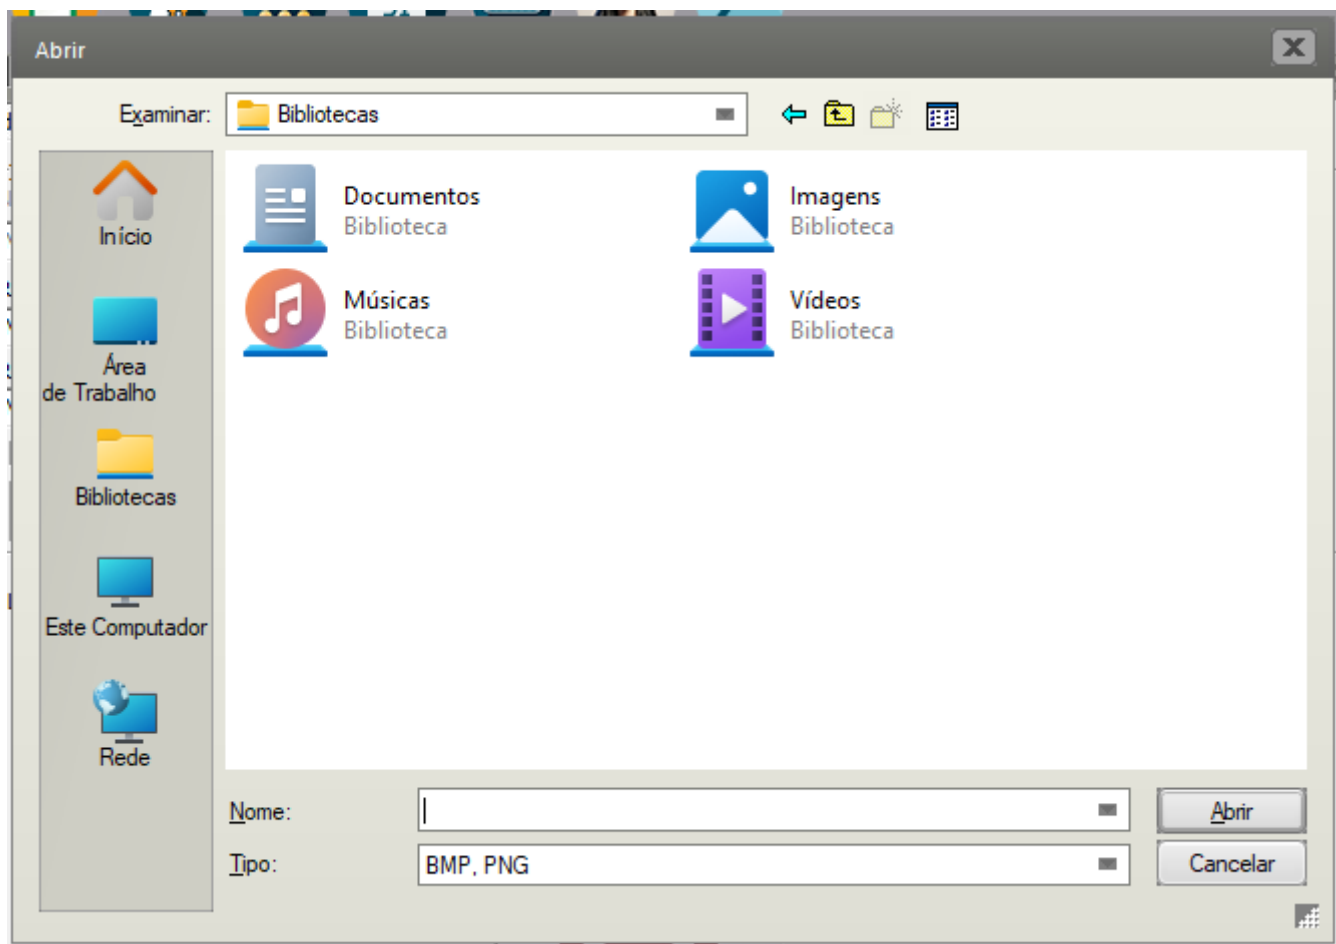 Abrir
Examinar:
Bibliotecas
Início
Área
de Trabalho
Bibliotecas
Este Computador
Rede
Documentos
Biblioteca
Imagens
Biblioteca
Músicas
Biblioteca
Vídeos
Biblioteca
Nome:
Abrir
Tipo:
BMP, PNG
Cancelar